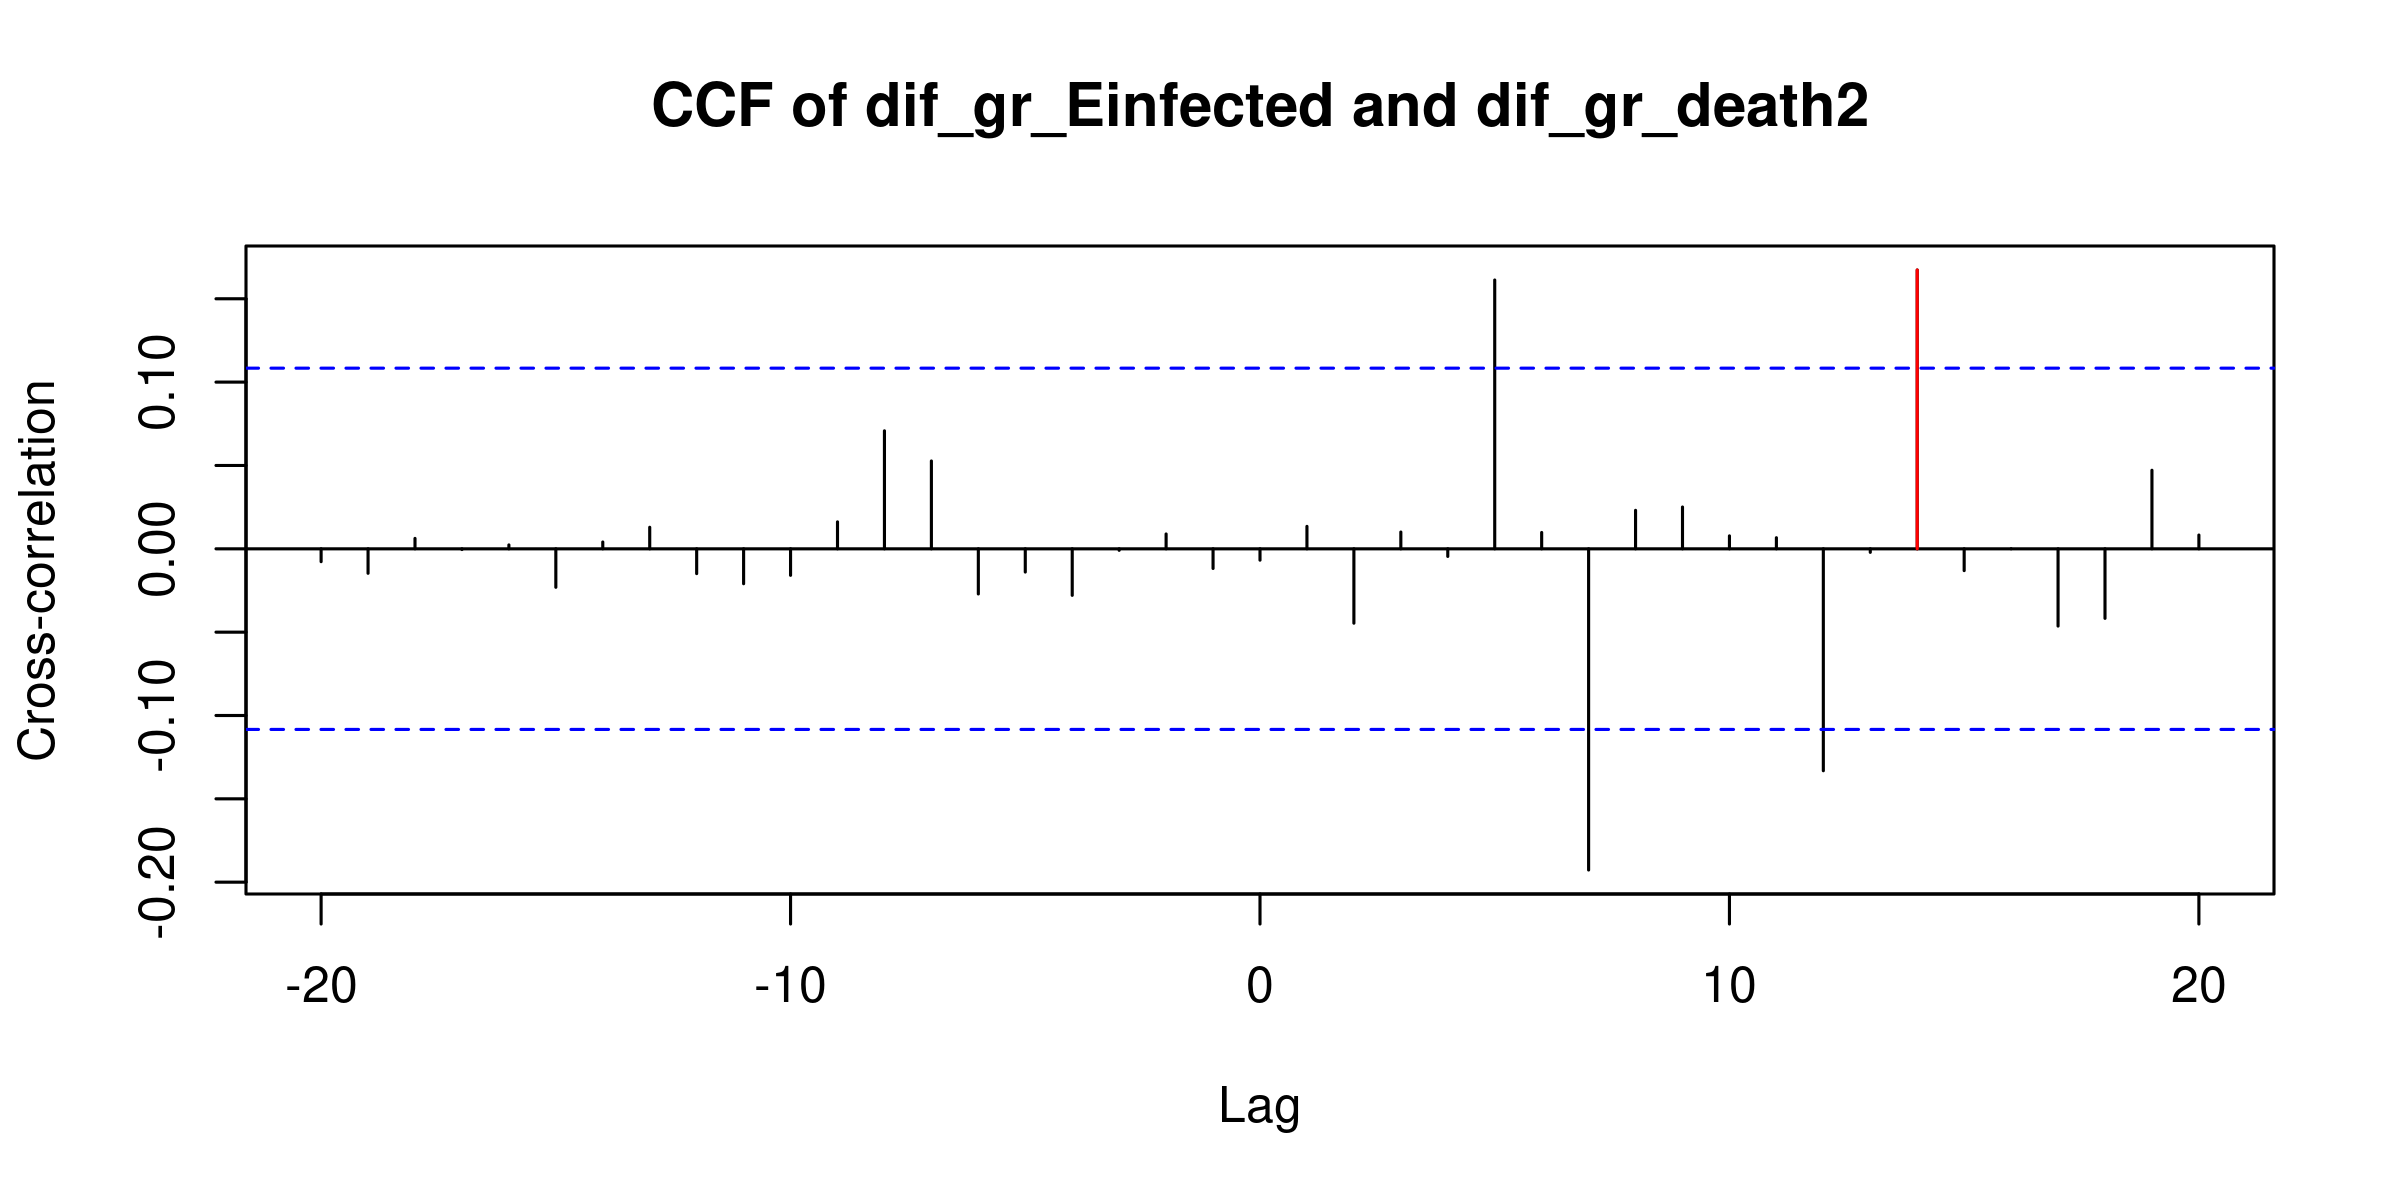 CCF of dif_gr_Einfected and dif_gr_death2
Cross-correlation
0.10
0.00
-0.10
-0.20
-20 -10 0 10 20
Lag